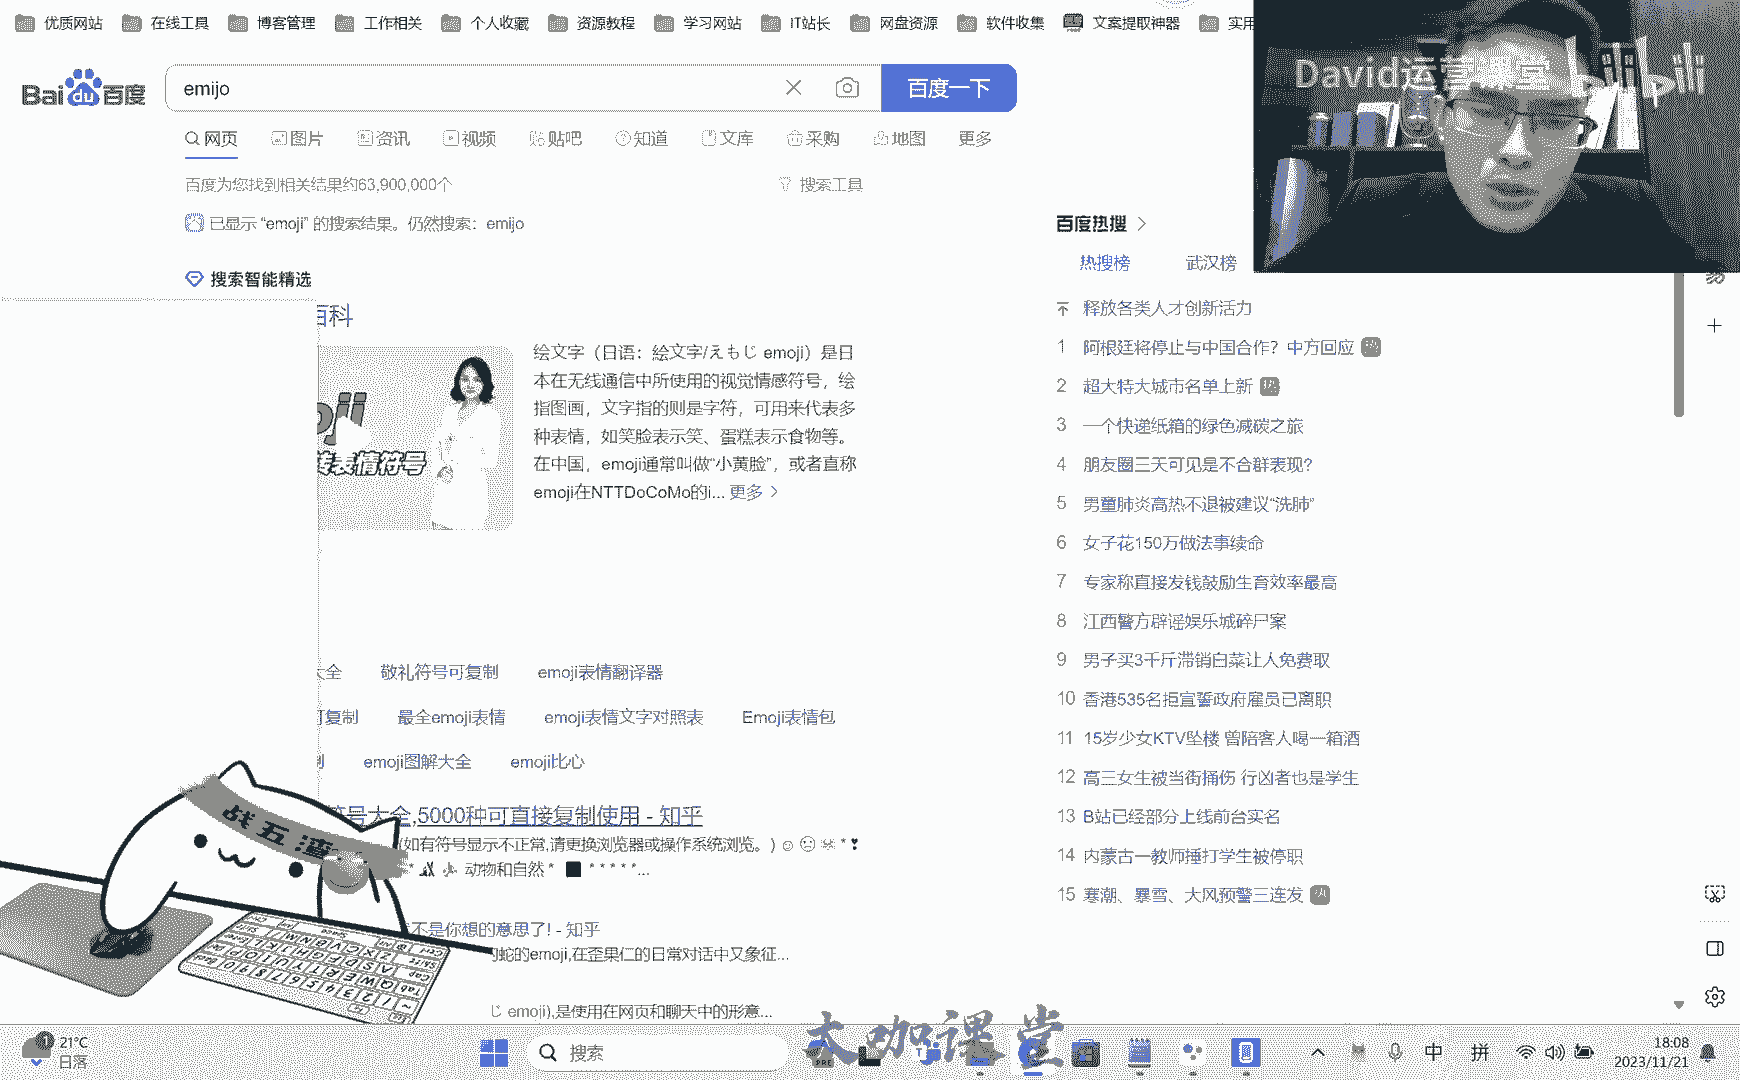 优质网站 在线工具 博客管理 工作相关 个人收藏 资源教程 学习网站 IT站长 网盘资源 软件收集 文案提取神器 实用
David运营课堂 bilibili
Bai du 百度 emijo 百度一下
网页 图片 资讯 视频 贴吧 知道 文库 采购 地图 更多
百度为您找到相关结果约63,900,000个 搜索工具
已显示“emoji”的搜索结果。仍然搜索：emijo
搜索智能精选
百科
绘文字（日语：绘文字/えもじ emoji）是日
本在无线通信中所使用的视觉情感符号，绘
指图画，文字指的则是字符，可用来代表多
种表情，如笑脸表示笑、蛋糕表示食物等。
在中国，emoji通常叫做“小黄脸”，或者直称
emoji在NTTDoCoMo的i... 更多
表情符号
大全 敬礼符号可复制 emoji表情翻译器
可复制 最全emoji表情 emoji表情文字对照表 Emoji表情包
emoji图解大全 emoji比心
符号大全,5000种可直接复制使用 - 知乎
(如有符号显示不正常,请更换浏览器或操作系统浏览。)
动物和自然 * * * * * *...
不是你想的意思了! - 知乎
的蛇的emoji,在歪果仁的日常对话中又象征...
じ emoji),是使用在网页和聊天中的形意...
百度热搜
热搜榜 武汉榜
释放各类人才创新活力
1 阿根廷将停止与中国合作？中方回应 热
2 超大特大城市名单上新 热
3 一个快递纸箱的绿色减碳之旅
4 朋友圈三天可见是不合群表现?
5 男童肺炎高热不退被建议“洗肺”
6 女子花150万做法事续命
7 专家称直接发钱鼓励生育效率最高
8 江西警方辟谣娱乐城碎尸案
9 男子买3千斤滞销白菜让人免费取
10 香港535名拒宣誓政府雇员已离职
11 15岁少女KTV坠楼 曾陪客人喝一箱酒
12 高三女生被当街捅伤 行凶者也是学生
13 B站已经部分上线前台实名
14 内蒙古一教师捶打学生被停职
15 寒潮、暴雪、大风预警三连发 热
战五渣
大咖课堂
21°C
日落
搜索
中 拼
18:08
2023/11/21